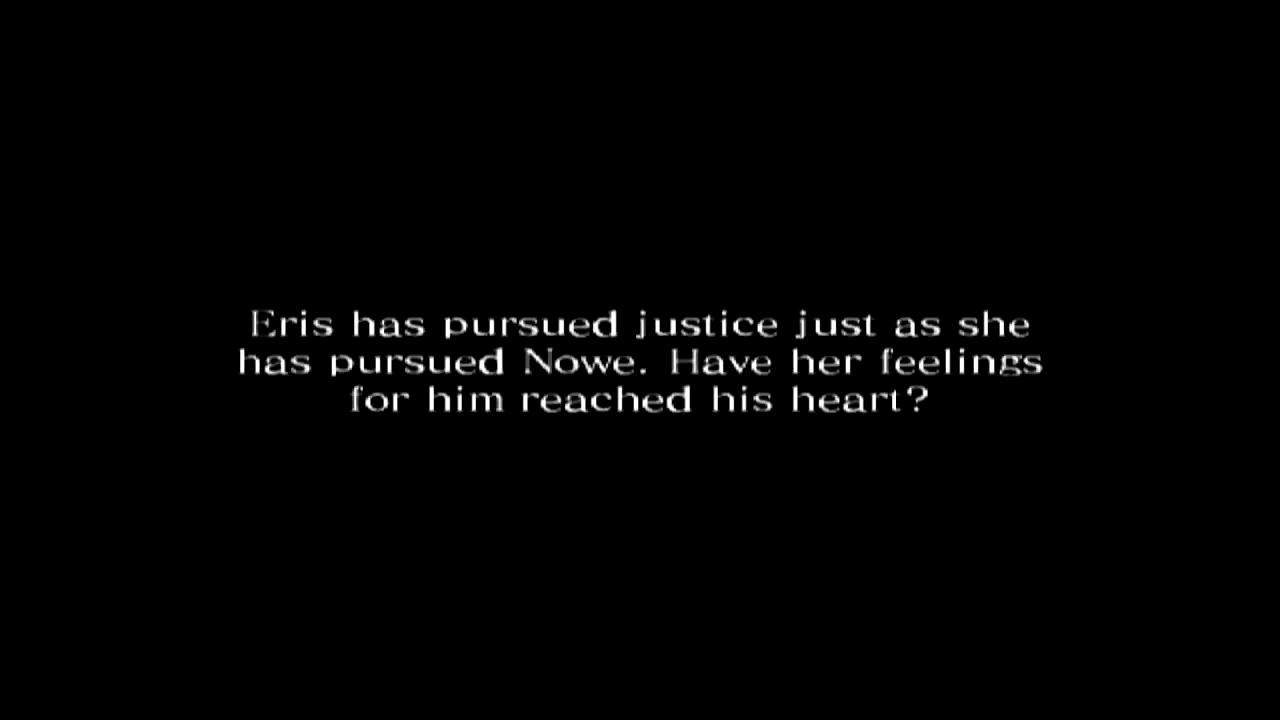 Eris has pursued justice just as she
has pursued Nowe. Have her feelings
for him reached his heart?